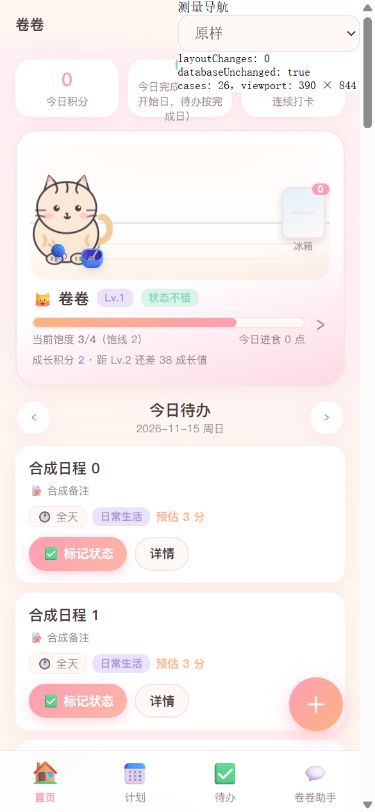 测量导航
卷卷
原样
layoutChanges: 0
databaseUnchanged: true
cases: 26, viewport: 390 × 844
0
今日积分
今日完成
开始日，待办按完
成日）
连续打卡
0
冰箱
卷卷
Lv.1
状态不错
当前饱度 3/4（饱线 2）
今日进食 0 点
成长积分 2 · 距 Lv.2 还差 38 成长值
今日待办
2026-11-15 周日
合成日程 0
合成备注
全天
日常生活
预估 3 分
标记状态
详情
合成日程 1
合成备注
全天
日常生活
预估 3 分
标记状态
详情
+
首页
计划
待办
卷卷助手